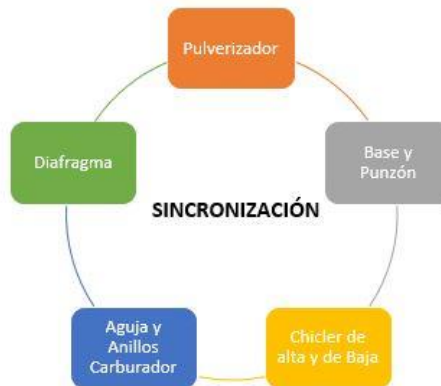 Pulverizador
Base y
Punzón
Chicler de
alta y de Baja
Aguja y
Anillos
Carburador
Diafragma
SINCRONIZACIÓN